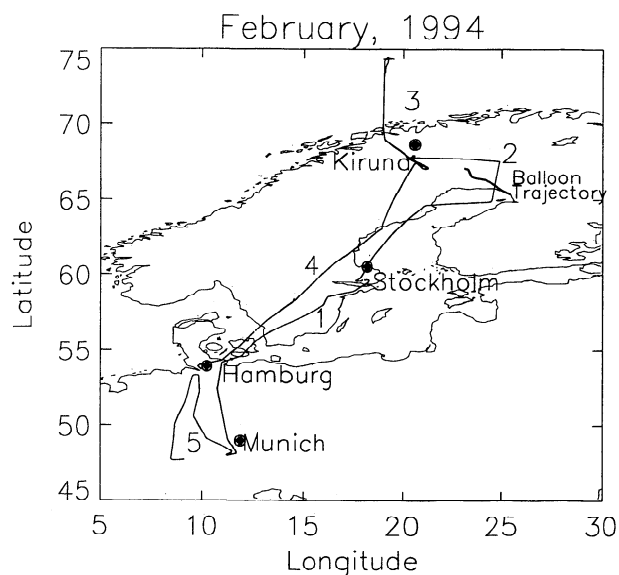 February, 1994
75
3
70
2
Kiruna
Balloon
Trajectory
65
4
60
Stockholm
1
55
Hamburg
5
Munich
50
45
5
10
15
20
25
30
Latitude
Longitude